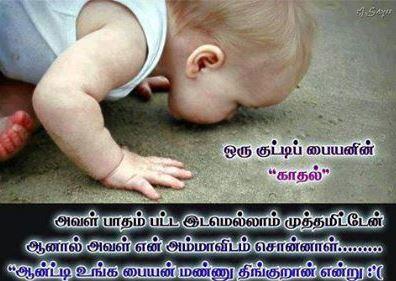 ஒரு குட்டிப் பையனின்
"காதல்"
அவள் பாதம் பட்ட இடமெல்லாம் முத்தமிட்டேன்
ஆனால் அவள் என் அம்மாவிடம் சொன்னாள்.........
"ஆன்ட்டி உங்க பையன் மண்ணு திங்குறான் என்று :'(